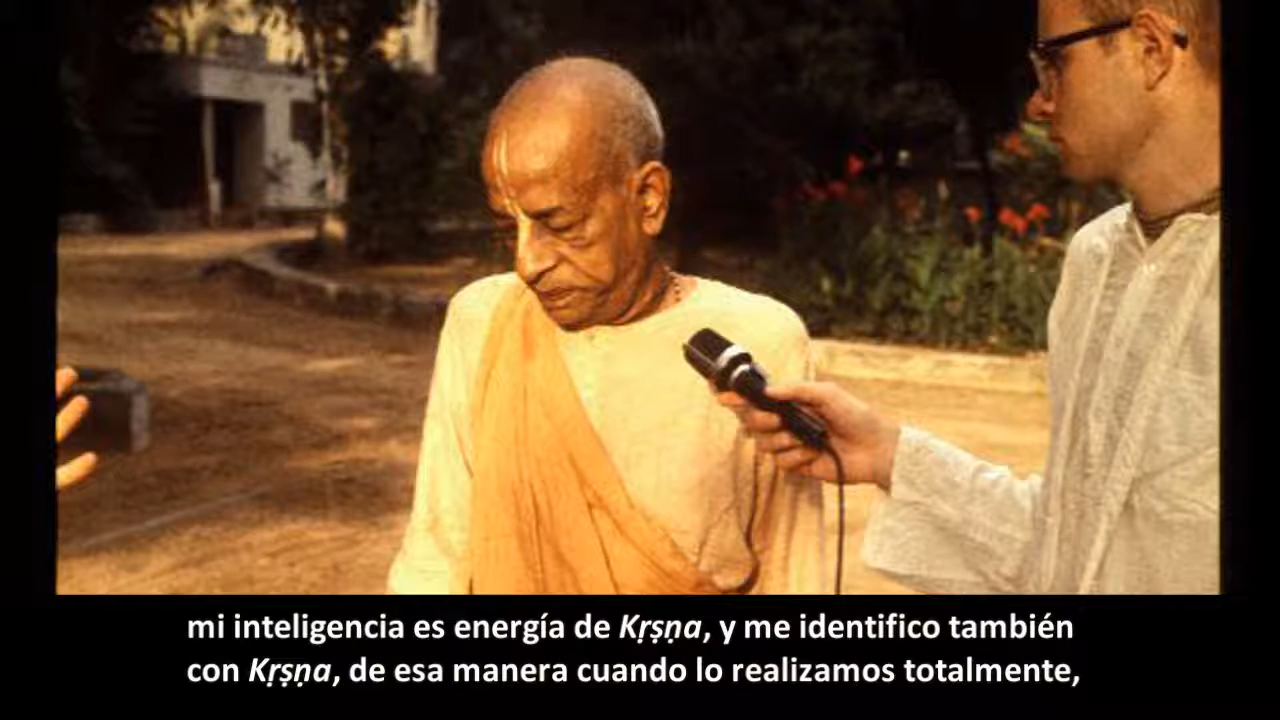 mi inteligencia es energía de Kṛṣṇa, y me identifico también
con Kṛṣṇa, de esa manera cuando lo realizamos totalmente,